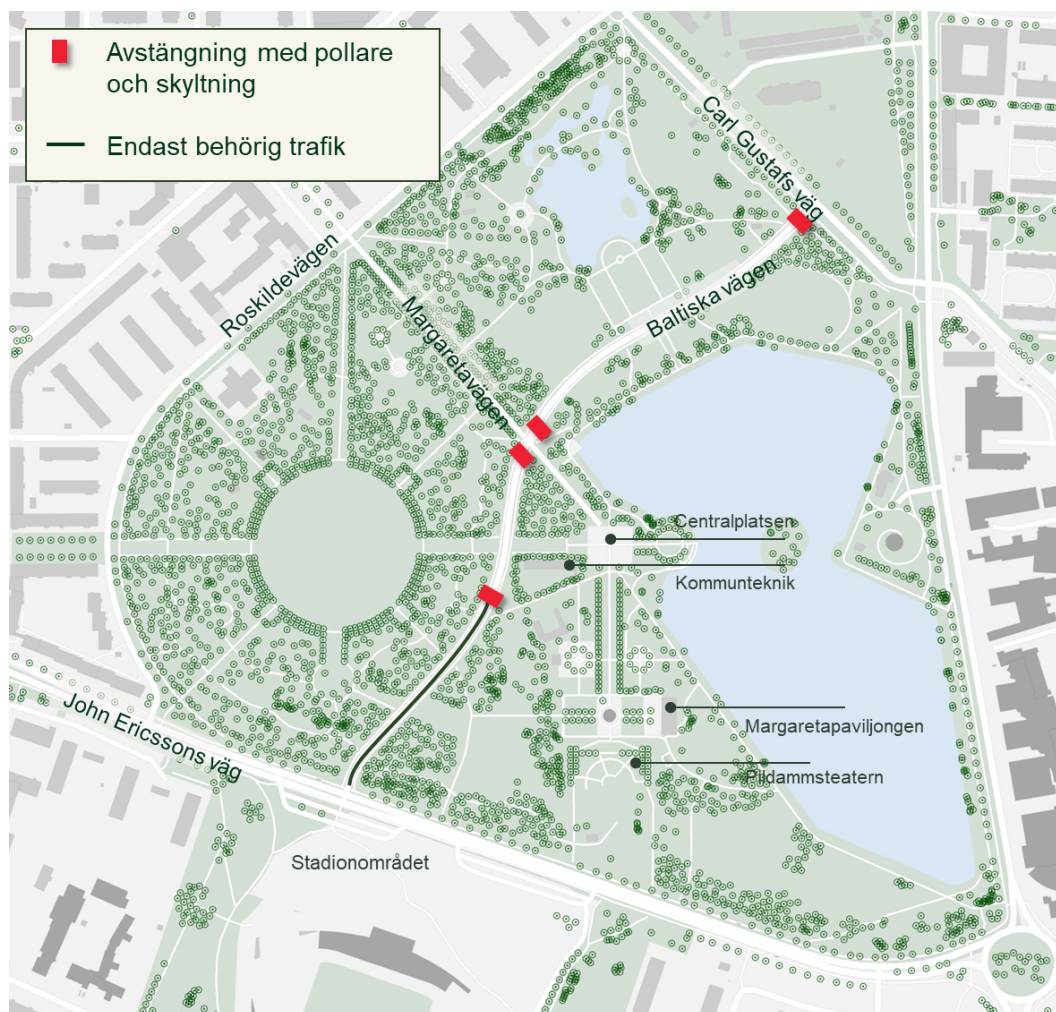 Avstängning med pollare
och skyltning
Endast behörig trafik
Carl Gustafs väg
Roskildevägen
Baltiska vägen
Margaretavägen
Centralplatsen
Kommunteknik
John Ericssons väg
Margaretapaviljongen
Pildammsteatern
Stadionområdet